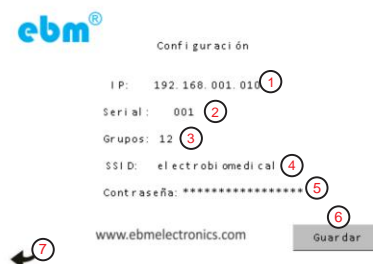 ebm®
Configuración
IP: 192.168.001.010 1
Serial: 001 2
Grupos: 12 3
SSID: electrobiomedical 4
Contraseña: ***************** 5
6
www.ebmelectronics.com Guardar
7